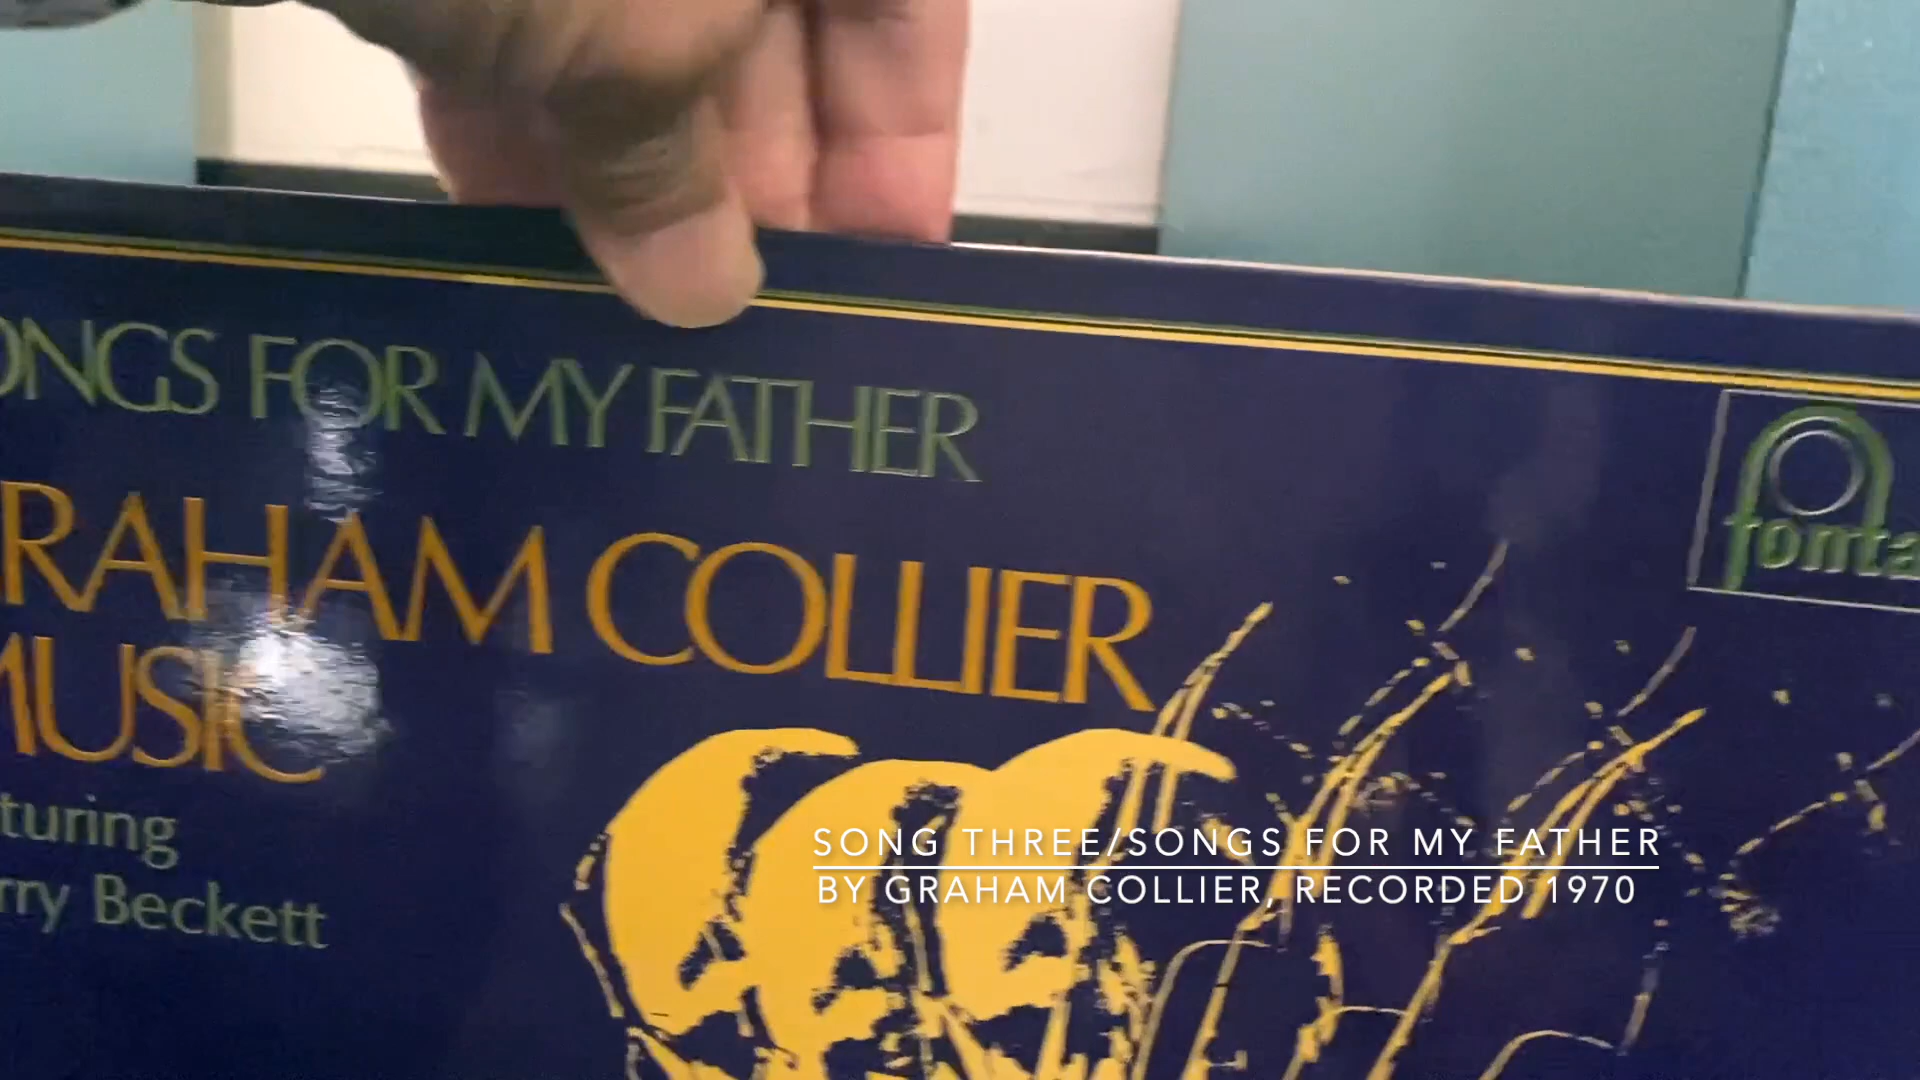 ONGS FOR MY FATHER
RAHAM COLLIER
MUSIC
turing
rry Beckett
fonta
SONG THREE/SONGS FOR MY FATHER
BY GRAHAM COLLIER, RECORDED 1970